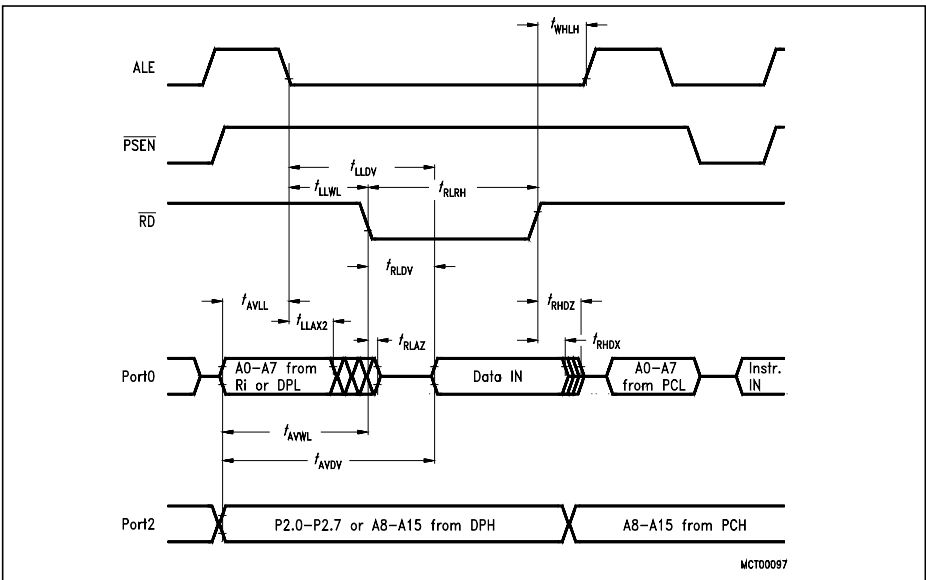 tWHLH
ALE
PSEN
tLLDV
tLLWL
tRLRH
RD
tRLDV
tAVLL
tRHDZ
tLLAX2
tRLAZ
tRHDX
Port0
A0–A7 from
Ri or DPL
Data IN
A0–A7
from PCL
Instr.
IN
tAVWL
tAVDV
Port2
P2.0–P2.7 or A8–A15 from DPH
A8–A15 from PCH
MCT00097